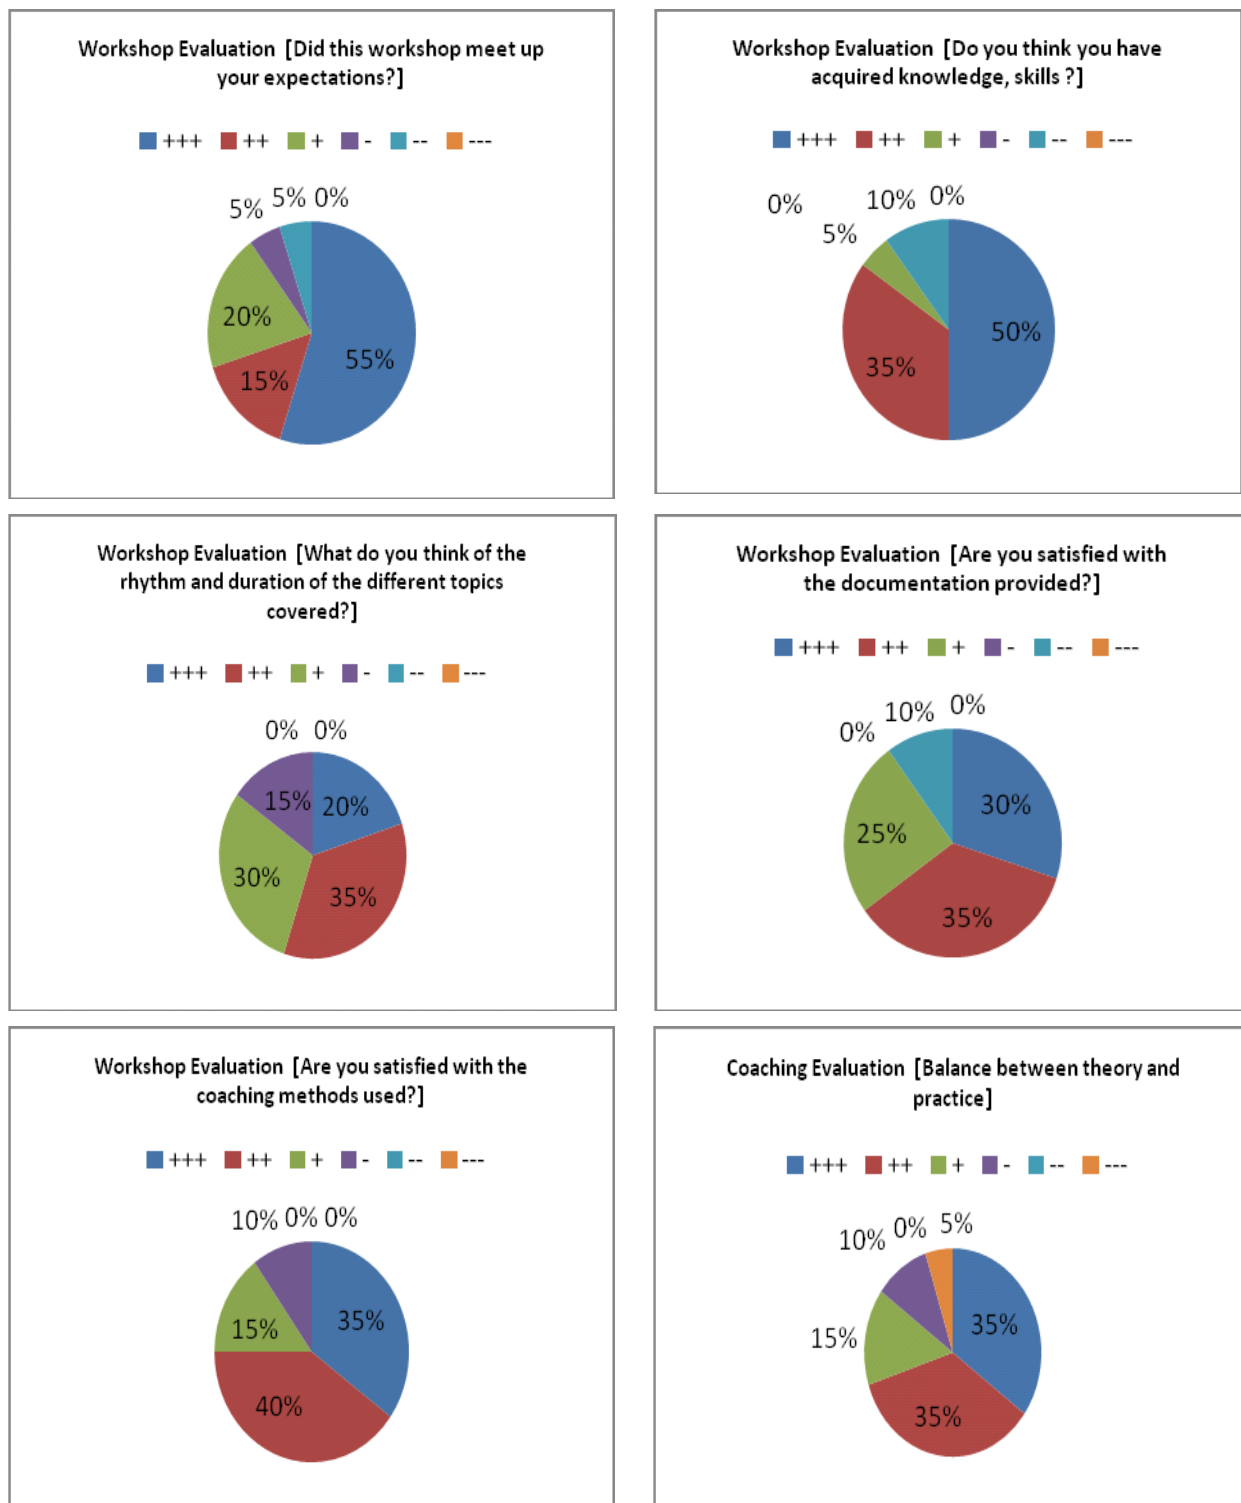 Workshop Evaluation [Did this workshop meet up
your expectations?]
+++ ++ + - -- ---
5% 5% 0%
20%
55%
15%
Workshop Evaluation [Do you think you have
acquired knowledge, skills ?]
+++ ++ + - -- ---
0% 10% 0%
5%
50%
35%
Workshop Evaluation [What do you think of the
rhythm and duration of the different topics
covered?]
+++ ++ + - -- ---
0% 0%
15% 20%
30%
35%
Workshop Evaluation [Are you satisfied with
the documentation provided?]
+++ ++ + - -- ---
0% 10% 0%
30%
25%
35%
Workshop Evaluation [Are you satisfied with the
coaching methods used?]
+++ ++ + - -- ---
10% 0% 0%
35%
15%
40%
Coaching Evaluation [Balance between theory and
practice]
+++ ++ + - -- ---
10% 0% 5%
35%
15%
35%